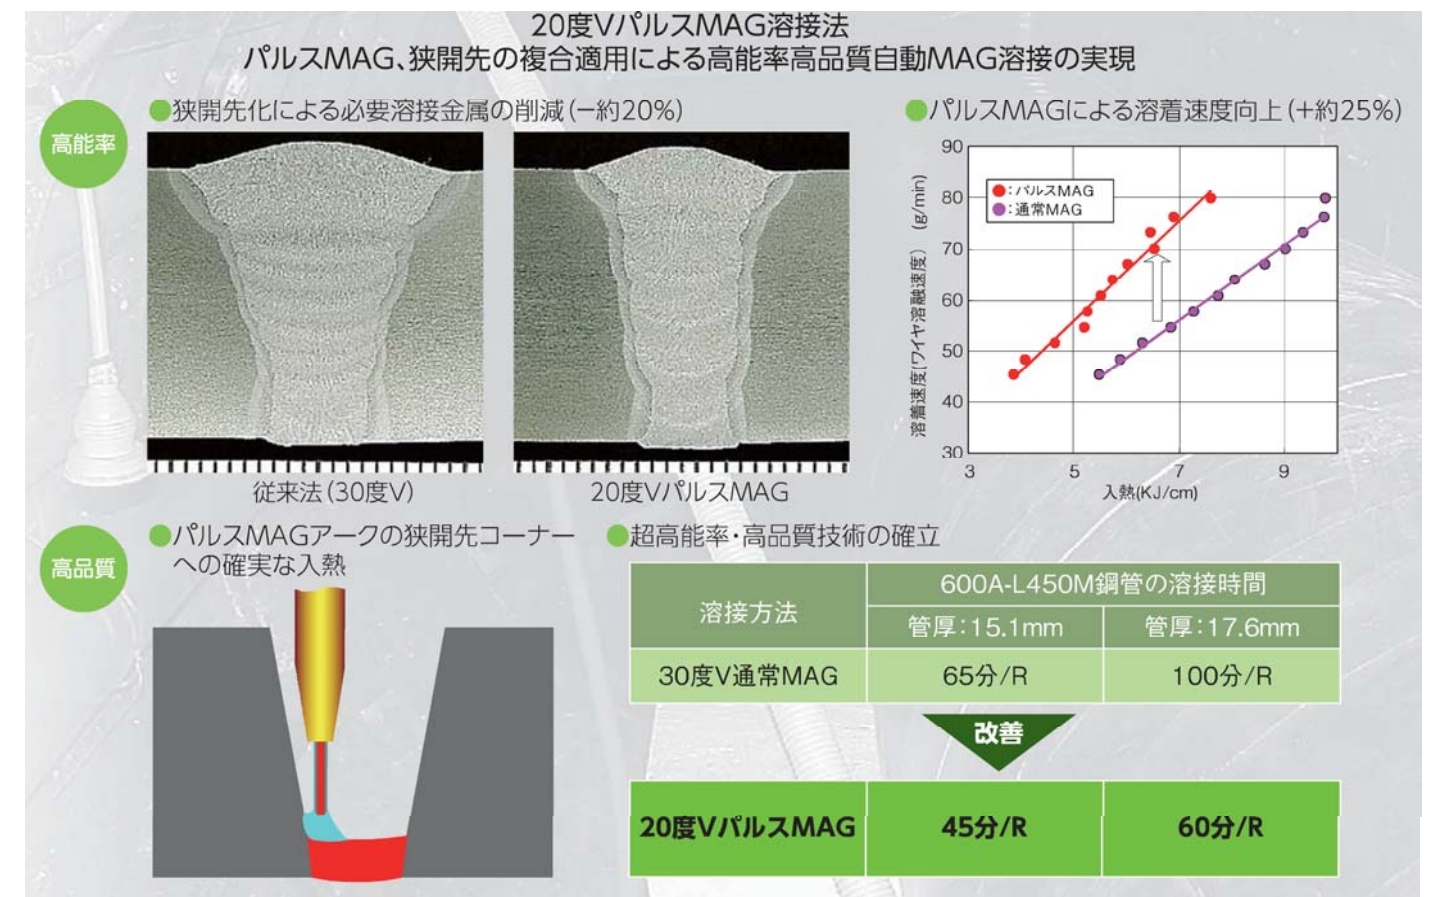 20度VパルスMAG溶接法
パルスMAG、狭開先の複合適用による高能率高品質自動MAG溶接の実現
高能率
●狭開先化による必要溶接金属の削減(−約20%)
従来法(30度V)
20度VパルスMAG
●パルスMAGによる溶着速度向上(+約25%)
溶着速度(ワイヤ溶融速度) (g/min)
90
80
70
60
50
40
30
●:パルスMAG
●:通常MAG
3 5 7 9
入熱(KJ/cm)
高品質
●パルスMAGアークの狭開先コーナー
への確実な入熱
●超高能率・高品質技術の確立
溶接方法
600A-L450M鋼管の溶接時間
管厚:15.1mm 管厚:17.6mm
30度V通常MAG 65分/R 100分/R
改善
20度VパルスMAG 45分/R 60分/R